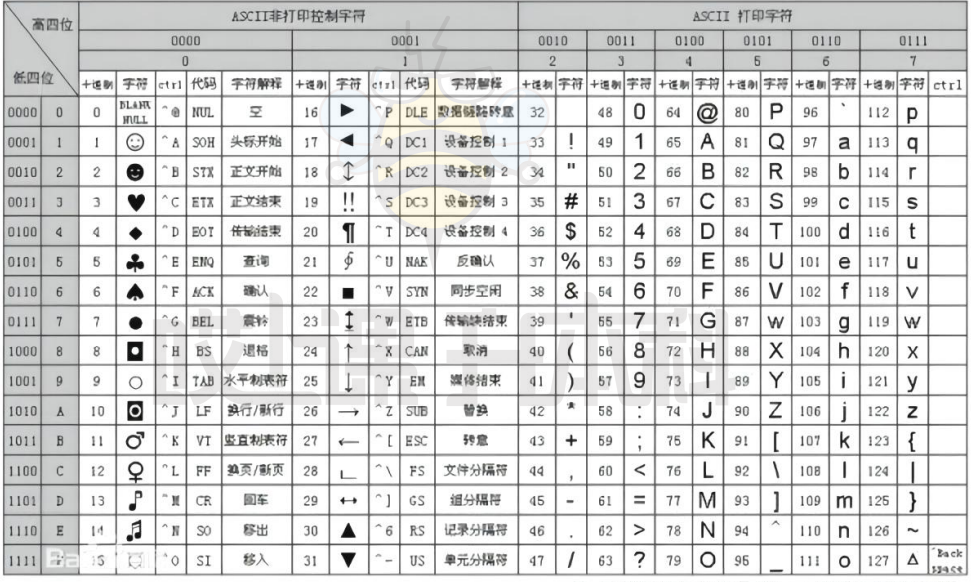 高四位 ASCII非打印控制字符 ASCII 打印字符
0000 0001 0010 0011 0100 0101 0110 0111
0 1 2 3 4 5 6 7
低四位 十进制 字符 ctrl 代码 字符解释 十进制 字符 ctrl 代码 字符解释 十进制 字符 十进制 字符 十进制 字符 十进制 字符 十进制 字符 十进制 字符 ctrl
0000 0 0 BLANK NULL ^@ NUL 空 16 ► ^P DLE 数据链路转意 32 48 0 64 @ 80 P 96 ` 112 p
0001 1 1 ☺ ^A SOH 头标开始 17 ◄ ^Q DC1 设备控制 1 33 ! 49 1 65 A 81 Q 97 a 113 q
0010 2 2 ☻ ^B STX 正文开始 18 ↕ ^R DC2 设备控制 2 34 " 50 2 66 B 82 R 98 b 114 r
0011 3 3 ♥ ^C ETX 正文结束 19 ‼ ^S DC3 设备控制 3 35 # 51 3 67 C 83 S 99 c 115 s
0100 4 4 ♦ ^D EOT 传输结束 20 ¶ ^T DC4 设备控制 4 36 $ 52 4 68 D 84 T 100 d 116 t
0101 5 5 ♣ ^E ENQ 查询 21 ∮ ^U NAK 反确认 37 % 53 5 69 E 85 U 101 e 117 u
0110 6 6 ♠ ^F ACK 确认 22 ■ ^V SYN 同步空闲 38 & 54 6 70 F 86 V 102 f 118 v
0111 7 7 ● ^G BEL 震铃 23 ↨ ^W ETB 传输块结束 39 ' 55 7 71 G 87 w 103 g 119 w
1000 8 8 ◘ ^H BS 退格 24 ↑ ^X CAN 取消 40 ( 56 8 72 H 88 X 104 h 120 x
1001 9 9 ○ ^I TAB 水平制表符 25 ↓ ^Y EM 媒体结束 41 ) 57 9 73 I 89 Y 105 i 121 y
1010 A 10 ◙ ^J LF 换行/新行 26 → ^Z SUB 替换 42 * 58 : 74 J 90 Z 106 j 122 z
1011 B 11 ♂ ^K VT 竖直制表符 27 ← ^[ ESC 转意 43 + 59 ; 75 K 91 [ 107 k 123 {
1100 C 12 ♀ ^L FF 换页/新页 28 ∟ ^\ FS 文件分隔符 44 , 60 < 76 L 92 \ 108 l 124 |
1101 D 13 ♪ ^M CR 回车 29 ↔ ^] GS 组分隔符 45 - 61 = 77 M 93 ] 109 m 125 }
1110 E 14 ♫ ^N SO 移出 30 ▲ ^6 RS 记录分隔符 46 . 62 > 78 N 94 ^ 110 n 126 ~
1111 15 ☼ ^O SI 移入 31 ▼ ^- US 单元分隔符 47 / 63 ? 79 O 95 _ 111 o 127 Δ ^Back space